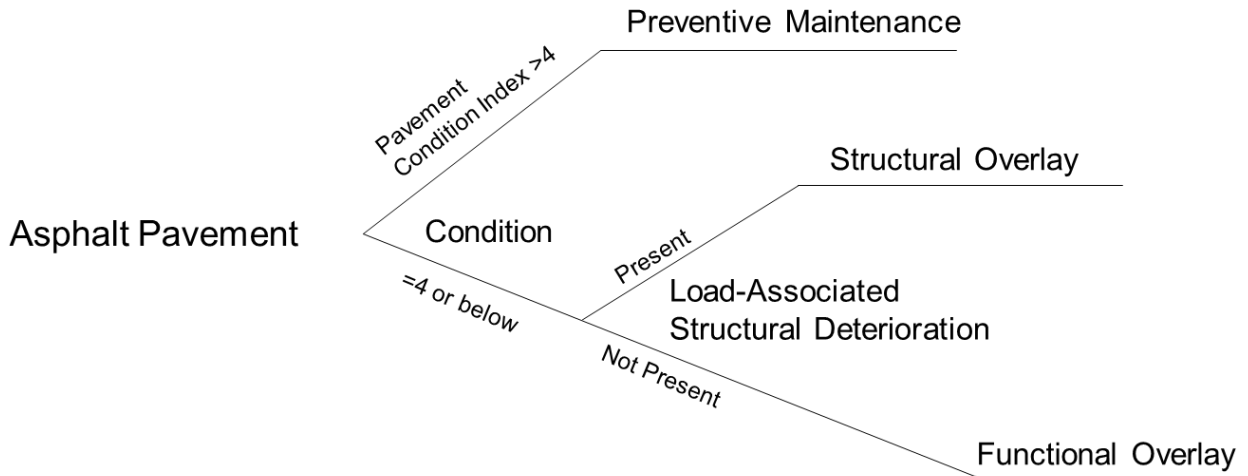 Preventive Maintenance
Pavement
Condition Index >4
Structural Overlay
Asphalt Pavement
Condition
Present
=4 or below
Load-Associated
Structural Deterioration
Not Present
Functional Overlay